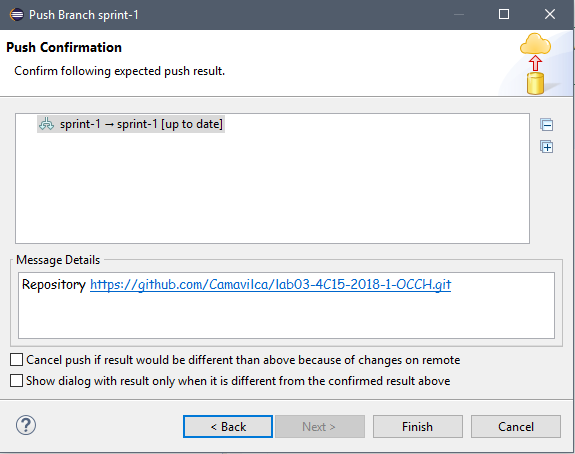 Push Branch sprint-1
Push Confirmation
Confirm following expected push result.
sprint-1 → sprint-1 [up to date]
Message Details
Repository https://github.com/Camavilca/lab03-4C15-2018-1-OCCH.git
Cancel push if result would be different than above because of changes on remote
Show dialog with result only when it is different from the confirmed result above
< Back Next > Finish Cancel